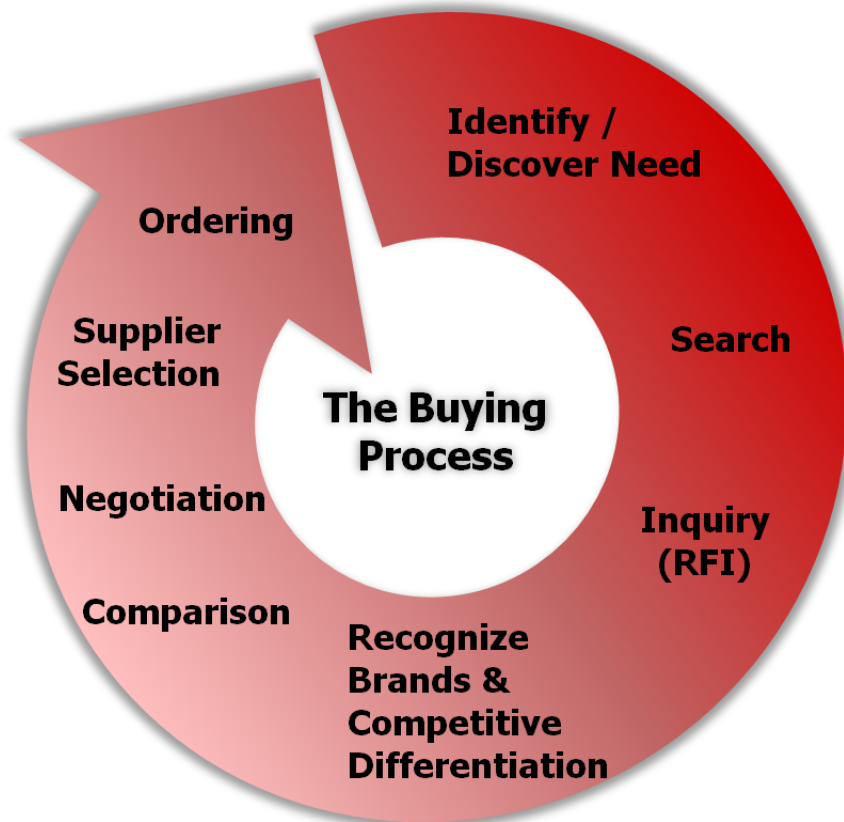 Identify /
Discover Need
Search
Inquiry
(RFI)
Recognize
Brands &
Competitive
Differentiation
Comparison
Negotiation
Supplier
Selection
Ordering
The Buying
Process